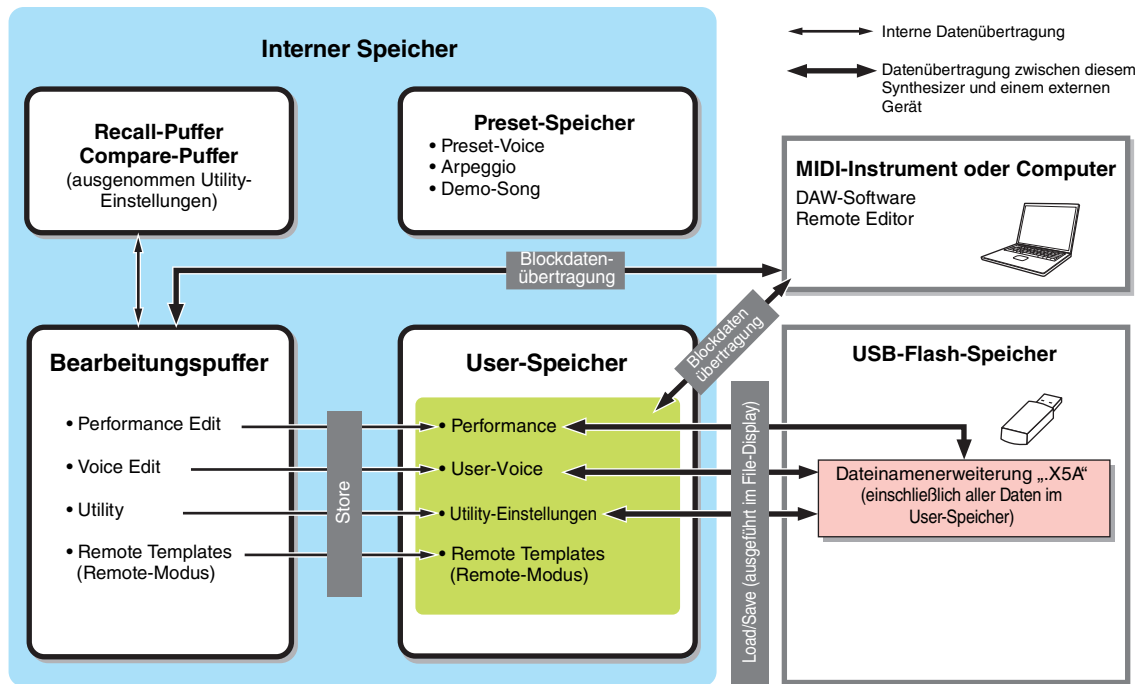 Interner Speicher
Interne Datenübertragung
Datenübertragung zwischen diesem
Synthesizer und einem externen
Gerät
Recall-Puffer
Compare-Puffer
(ausgenommen Utility-
Einstellungen)
Preset-Speicher
• Preset-Voice
• Arpeggio
• Demo-Song
MIDI-Instrument oder Computer
DAW-Software
Remote Editor
Blockdaten-
übertragung
Blockdaten
übertragung
Bearbeitungspuffer
• Performance Edit
• Voice Edit
• Utility
• Remote Templates
(Remote-Modus)
Store
User-Speicher
• Performance
• User-Voice
• Utility-Einstellungen
• Remote Templates
(Remote-Modus)
Load/Save (ausgeführt im File-Display)
USB-Flash-Speicher
Dateinamenerweiterung „.X5A“
(einschließlich aller Daten im
User-Speicher)